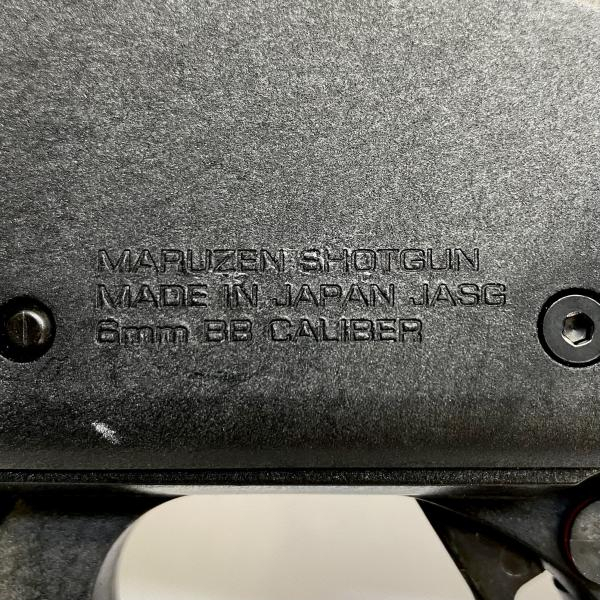 MARUZEN SHOTGUN
MADE IN JAPAN JASG
6mm BB CALIBER